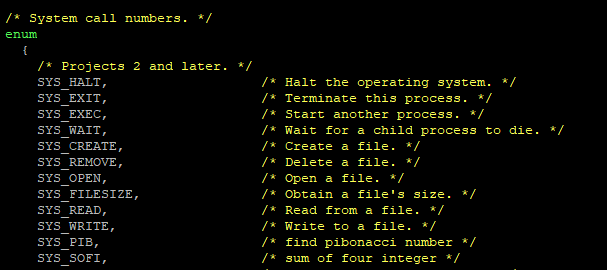 /* System call numbers. */
enum
{
/* Projects 2 and later. */
SYS_HALT, /* Halt the operating system. */
SYS_EXIT, /* Terminate this process. */
SYS_EXEC, /* Start another process. */
SYS_WAIT, /* Wait for a child process to die. */
SYS_CREATE, /* Create a file. */
SYS_REMOVE, /* Delete a file. */
SYS_OPEN, /* Open a file. */
SYS_FILESIZE, /* Obtain a file's size. */
SYS_READ, /* Read from a file. */
SYS_WRITE, /* Write to a file. */
SYS_PIB, /* find pibonacci number */
SYS_SOFI, /* sum of four integer */